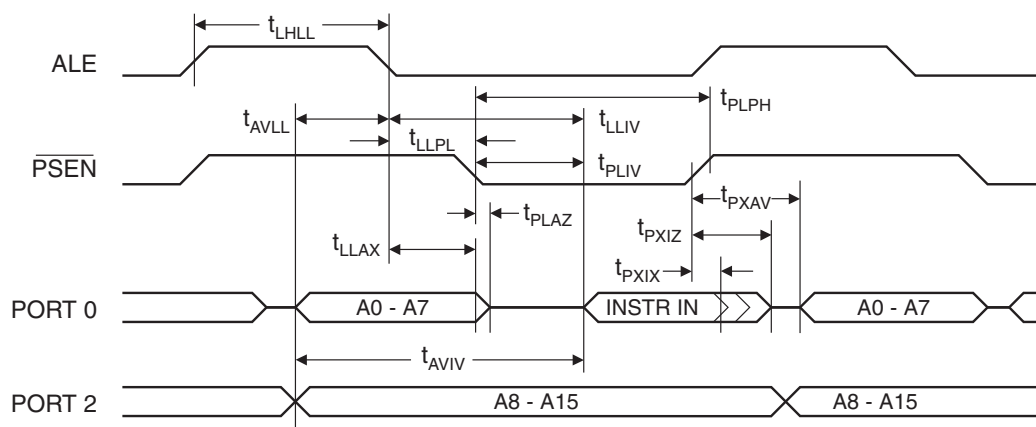 tLHLL
ALE
tPLPH
tAVLL
tLLIV
tLLPL
PSEN
tPLIV
tPXAV
tPLAZ
tPXIZ
tLLAX
tPXIX
PORT 0
A0 - A7
INSTR IN
A0 - A7
tAVIV
PORT 2
A8 - A15
A8 - A15